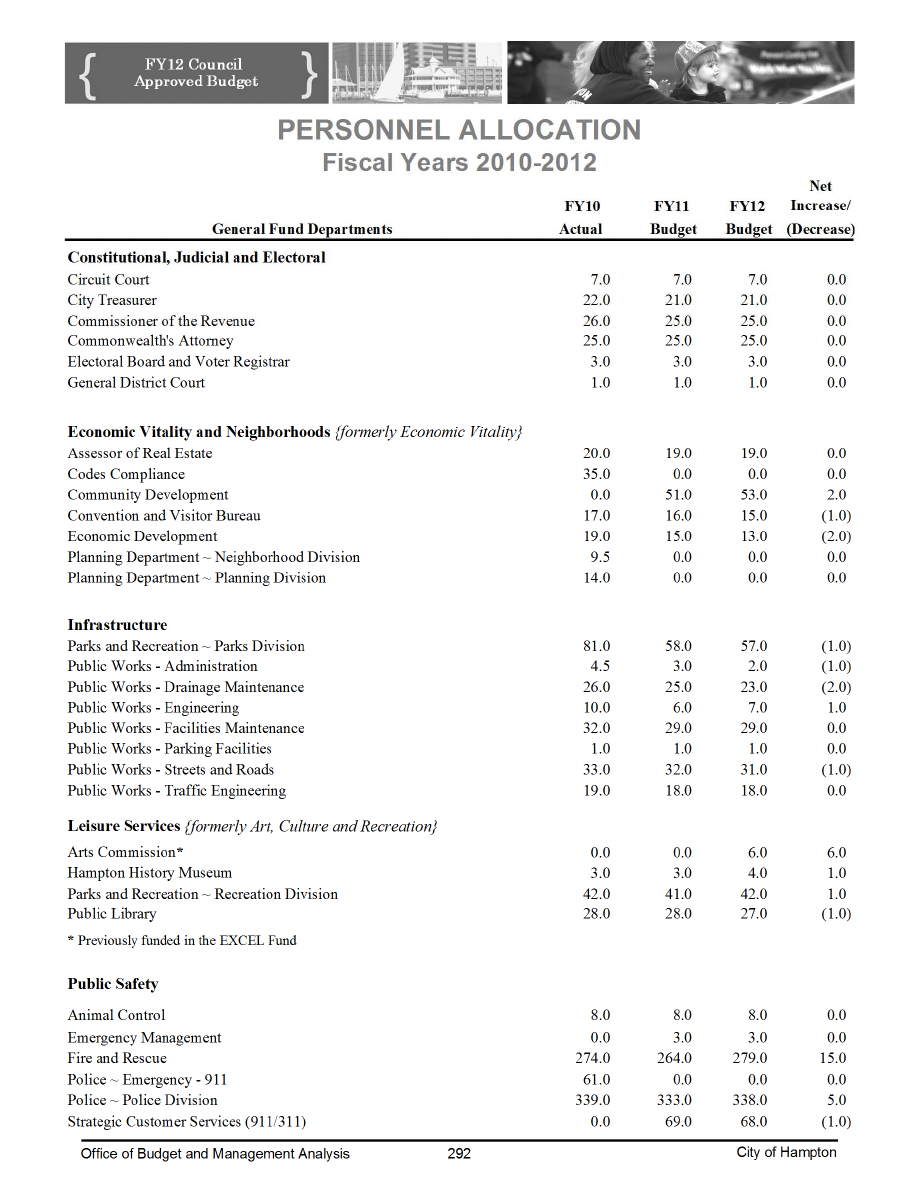 { FY12 Council }
Approved Budget
PERSONNEL ALLOCATION
Fiscal Years 2010-2012
Net
FY10 FY11 FY12 Increase/
General Fund Departments Actual Budget Budget (Decrease)
Constitutional, Judicial and Electoral
Circuit Court 7.0 7.0 7.0 0.0
City Treasurer 22.0 21.0 21.0 0.0
Commissioner of the Revenue 26.0 25.0 25.0 0.0
Commonwealth's Attorney 25.0 25.0 25.0 0.0
Electoral Board and Voter Registrar 3.0 3.0 3.0 0.0
General District Court 1.0 1.0 1.0 0.0
Economic Vitality and Neighborhoods {formerly Economic Vitality}
Assessor of Real Estate 20.0 19.0 19.0 0.0
Codes Compliance 35.0 0.0 0.0 0.0
Community Development 0.0 51.0 53.0 2.0
Convention and Visitor Bureau 17.0 16.0 15.0 (1.0)
Economic Development 19.0 15.0 13.0 (2.0)
Planning Department ~ Neighborhood Division 9.5 0.0 0.0 0.0
Planning Department ~ Planning Division 14.0 0.0 0.0 0.0
Infrastructure
Parks and Recreation ~ Parks Division 81.0 58.0 57.0 (1.0)
Public Works - Administration 4.5 3.0 2.0 (1.0)
Public Works - Drainage Maintenance 26.0 25.0 23.0 (2.0)
Public Works - Engineering 10.0 6.0 7.0 1.0
Public Works - Facilities Maintenance 32.0 29.0 29.0 0.0
Public Works - Parking Facilities 1.0 1.0 1.0 0.0
Public Works - Streets and Roads 33.0 32.0 31.0 (1.0)
Public Works - Traffic Engineering 19.0 18.0 18.0 0.0
Leisure Services {formerly Art, Culture and Recreation}
Arts Commission* 0.0 0.0 6.0 6.0
Hampton History Museum 3.0 3.0 4.0 1.0
Parks and Recreation ~ Recreation Division 42.0 41.0 42.0 1.0
Public Library 28.0 28.0 27.0 (1.0)
* Previously funded in the EXCEL Fund
Public Safety
Animal Control 8.0 8.0 8.0 0.0
Emergency Management 0.0 3.0 3.0 0.0
Fire and Rescue 274.0 264.0 279.0 15.0
Police ~ Emergency - 911 61.0 0.0 0.0 0.0
Police ~ Police Division 339.0 333.0 338.0 5.0
Strategic Customer Services (911/311) 0.0 69.0 68.0 (1.0)
Office of Budget and Management Analysis 292 City of Hampton